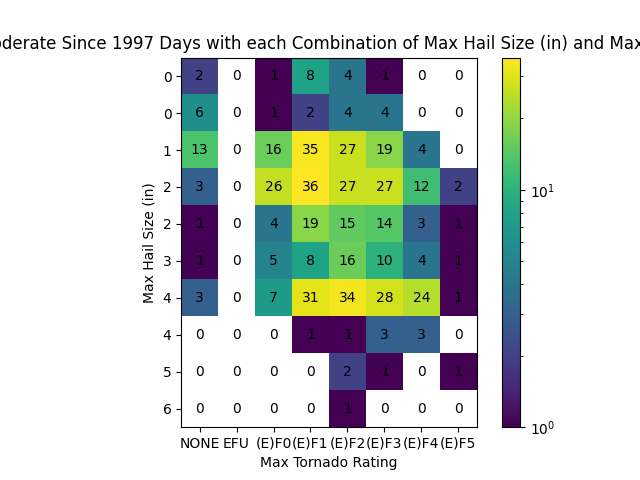 oderate Since 1997 Days with each Combination of Max Hail Size (in) and Max
0 2 0 1 8 4 1 0 0
0 6 0 1 2 4 4 0 0
1 13 0 16 35 27 19 4 0
2 3 0 26 36 27 27 12 2
2 1 0 4 19 15 14 3 1
3 1 0 5 8 16 10 4 1
4 3 0 7 31 34 28 24 1
4 0 0 0 1 1 3 3 0
5 0 0 0 0 2 1 0 1
6 0 0 0 0 1 0 0 0
NONE EFU (E)F0 (E)F1 (E)F2 (E)F3 (E)F4 (E)F5
Max Tornado Rating
Max Hail Size (in)
10¹
10⁰